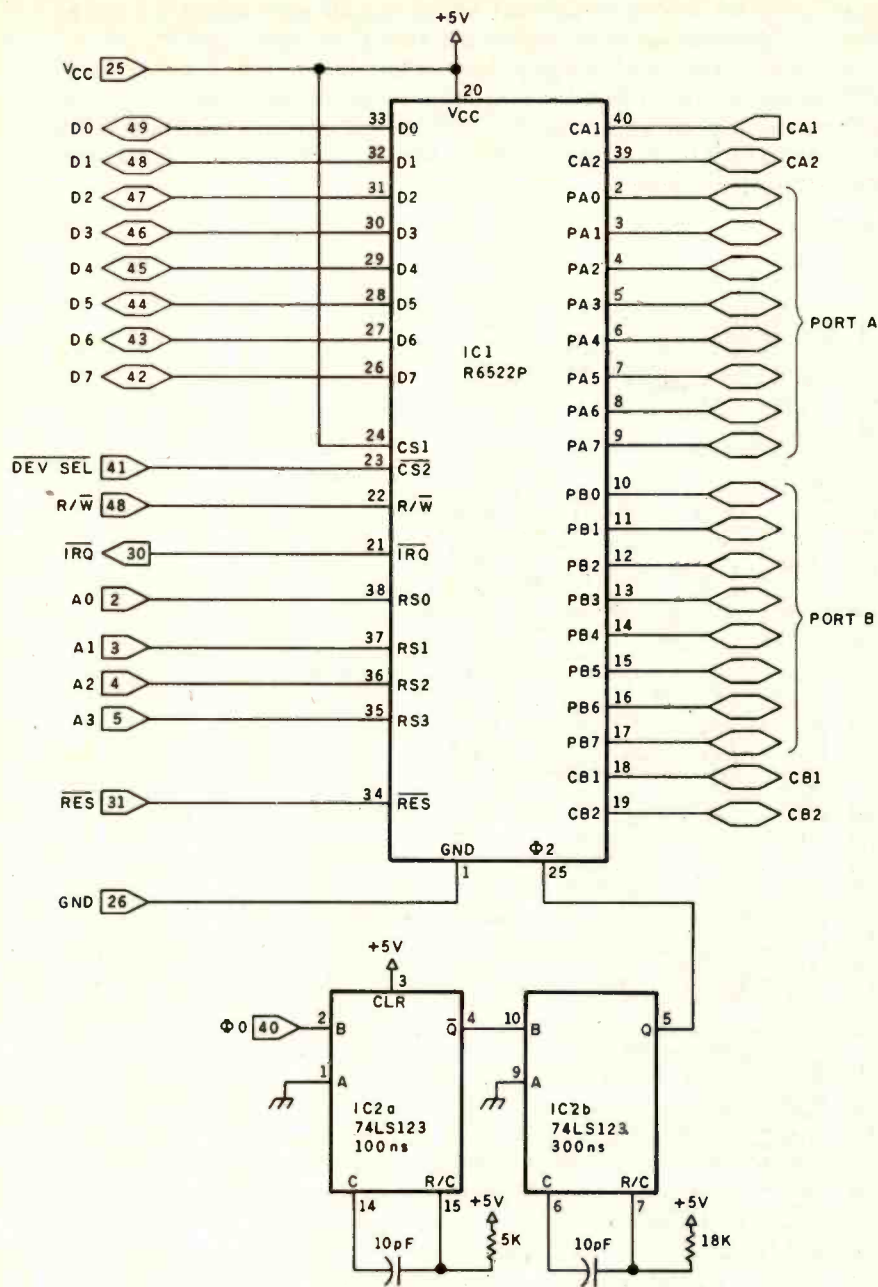 +5V
VCC 25
20
VCC
D0 49 33 D0
D1 48 32 D1
D2 47 31 D2
D3 46 30 D3
D4 45 29 D4
D5 44 28 D5
D6 43 27 D6
D7 42 26 D7
24 CS1
DEV SEL 41 23 CS2
R/W 48 22 R/W
IRQ 30 21 IRQ
A0 2 38 RS0
A1 3 37 RS1
A2 4 36 RS2
A3 5 35 RS3
RES 31 34 RES
IC1
R6522P
CA1 40 CA1
CA2 39 CA2
PA0 2
PA1 3
PA2 4
PA3 5
PA4 6
PA5 7
PA6 8
PA7 9
PORT A
PB0 10
PB1 11
PB2 12
PB3 13
PB4 14
PB5 15
PB6 16
PB7 17
PORT B
CB1 18 CB1
CB2 19 CB2
GND Φ2
1 25
GND 26
+5V
3
CLR
Φ0 40 2 B
Q̅ 4
1 A
IC2a
74LS123
100ns
C R/C
14 15
+5V
5K
10pF
10 B
Q 5
9 A
IC2b
74LS123
300ns
C R/C
6 7
+5V
18K
10pF